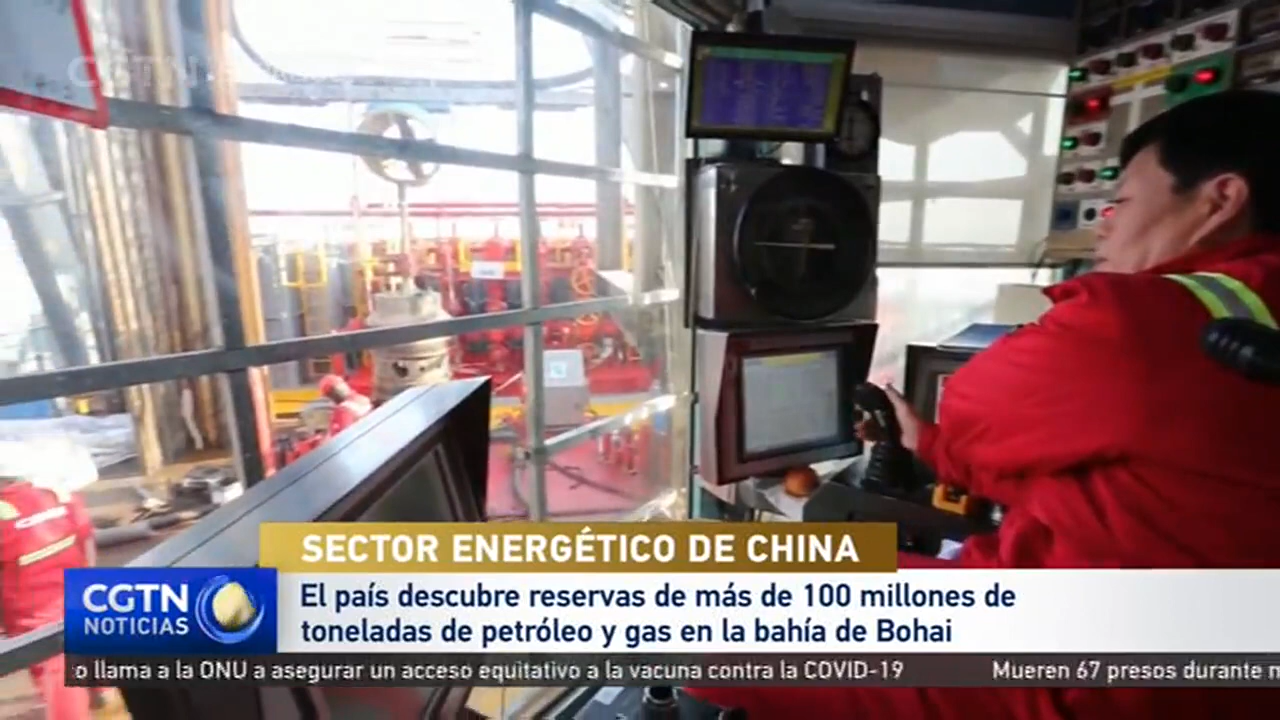 CGTN
SECTOR ENERGÉTICO DE CHINA
CGTN
NOTICIAS
El país descubre reservas de más de 100 millones de
toneladas de petróleo y gas en la bahía de Bohai
o llama a la ONU a asegurar un acceso equitativo a la vacuna contra la COVID-19 Mueren 67 presos durante